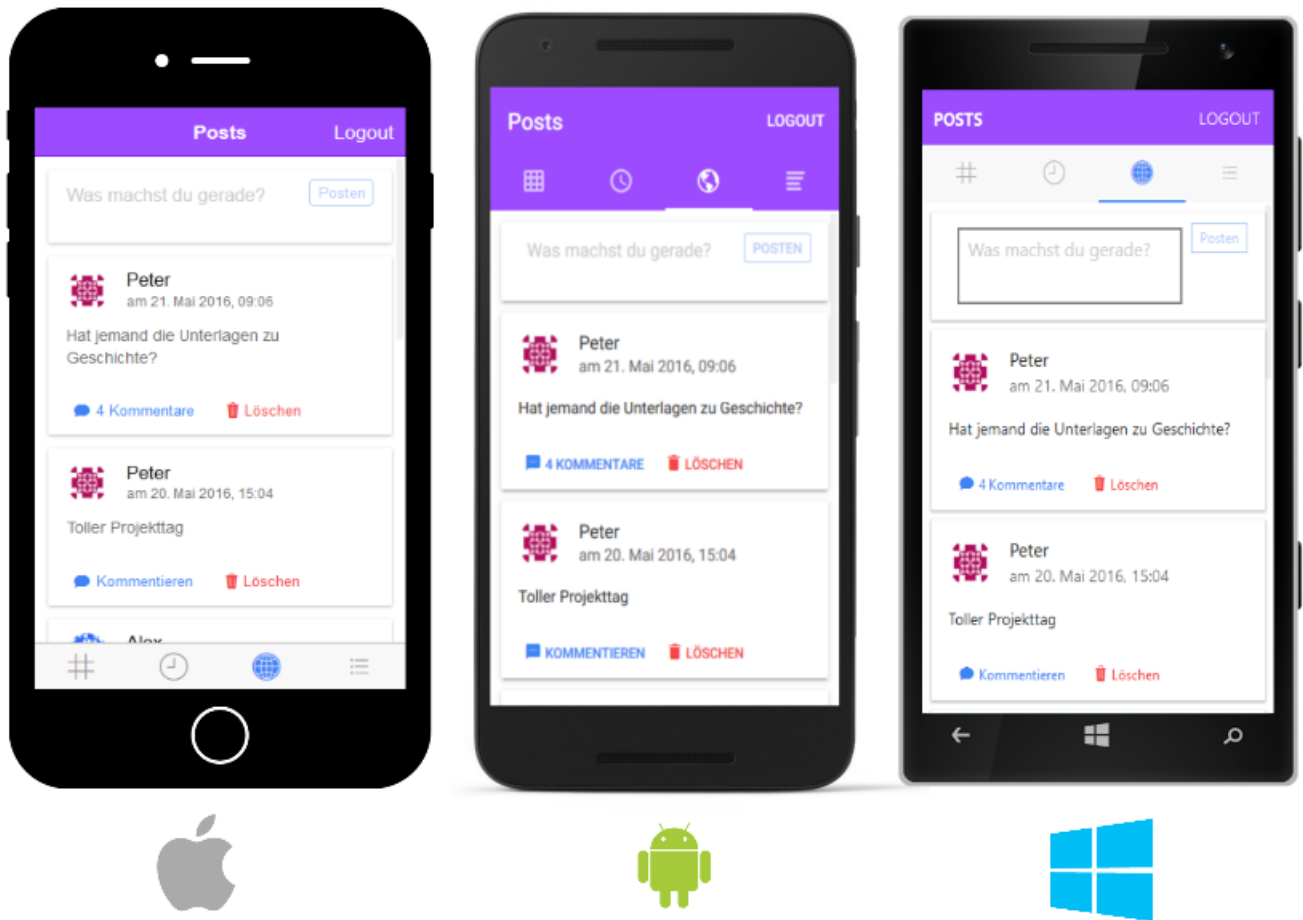 Posts
Logout
Was machst du gerade?
Posten
Peter
am 21. Mai 2016, 09:06
Hat jemand die Unterlagen zu
Geschichte?
4 Kommentare
Löschen
Peter
am 20. Mai 2016, 15:04
Toller Projekttag
Kommentieren
Löschen
Alex
Posts
LOGOUT
Was machst du gerade?
POSTEN
Peter
am 21. Mai 2016, 09:06
Hat jemand die Unterlagen zu Geschichte?
4 KOMMENTARE
LÖSCHEN
Peter
am 20. Mai 2016, 15:04
Toller Projekttag
KOMMENTIEREN
LÖSCHEN
POSTS
LOGOUT
Was machst du gerade?
Posten
Peter
am 21. Mai 2016, 09:06
Hat jemand die Unterlagen zu Geschichte?
4 Kommentare
Löschen
Peter
am 20. Mai 2016, 15:04
Toller Projekttag
Kommentieren
Löschen